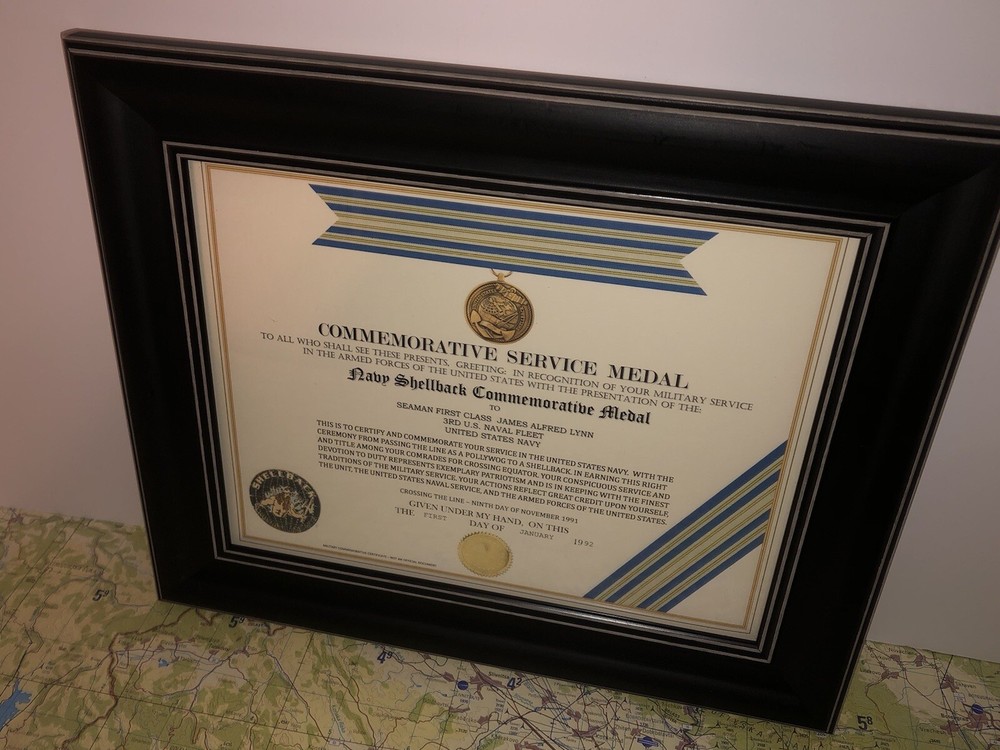 COMMEMORATIVE SERVICE MEDAL
TO ALL WHO SHALL SEE THESE PRESENTS, GREETING: IN RECOGNITION OF YOUR MILITARY SERVICE
IN THE ARMED FORCES OF THE UNITED STATES WITH THE PRESENTATION OF THE:
Navy Shellback Commemorative Medal
TO
SEAMAN FIRST CLASS JAMES ALFRED LYNN
3RD U.S. NAVAL FLEET
UNITED STATES NAVY
THIS IS TO CERTIFY AND COMMEMORATE YOUR SERVICE IN THE UNITED STATES NAVY. WITH THE
CEREMONY FROM PASSING THE LINE AS A POLLYWOG TO A SHELLBACK. IN EARNING THIS RIGHT
AND TITLE AMONG YOUR COMRADES FOR CROSSING EQUATOR. YOUR CONSPICIOUS SERVICE AND
DEVOTION TO DUTY REPRESENTS EXEMPLARY PATRIOTISM AND IS IN KEEPING WITH THE FINEST
TRADITIONS OF THE MILITARY SERVICE. YOUR ACTIONS REFLECT GREAT CREDIT UPON YOURSELF,
THE UNIT, THE UNITED STATES NAVAL SERVICE, AND THE ARMED FORCES OF THE UNITED STATES.
CROSSING THE LINE – NINTH DAY OF NOVEMBER 1991
GIVEN UNDER MY HAND, ON THIS
THE FIRST DAY OF JANUARY 1992
SHELLBACK
5⁹
5⁹
4⁹
4²
5⁸